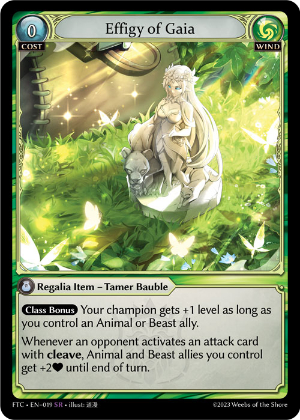 0
Effigy of Gaia
COST
WIND
Regalia Item – Tamer Bauble
Class Bonus Your champion gets +1 level as long as
you control an Animal or Beast ally.
Whenever an opponent activates an attack card
with cleave, Animal and Beast allies you control
get +2♥ until end of turn.
FTC • EN-019 SR • illust: 道潟
©2023 Weebs of the Shore